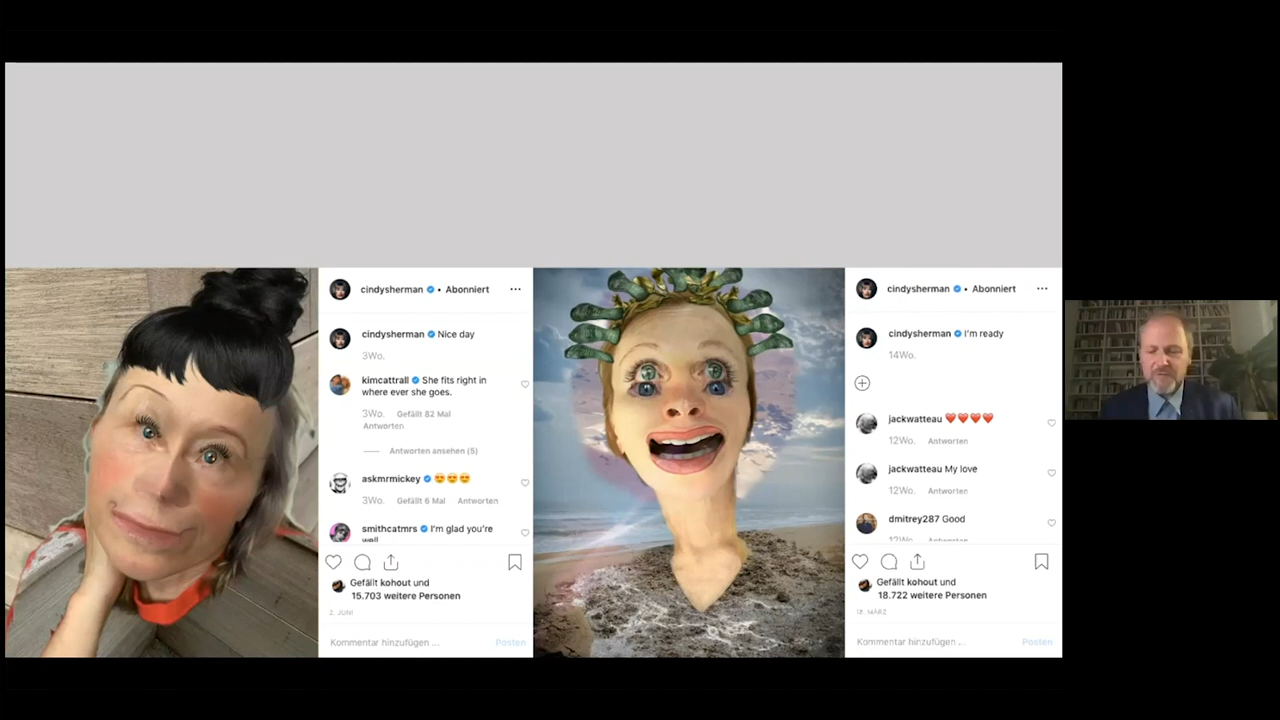 cindysherman • Abonniert
cindysherman Nice day
3Wo.
kimcattrall She fits right in
where ever she goes.
3Wo. Gefällt 82 Mal
Antworten
Antworten ansehen (5)
askmrmickey 😍😍😍
3Wo. Gefällt 6 Mal Antworten
smithcatmrs I'm glad you're
well
Gefällt kohout und
15.703 weitere Personen
2. JUNI
Kommentar hinzufügen ...
Posten
cindysherman • Abonniert
cindysherman I'm ready
14Wo.
jackwatteau ❤️❤️❤️❤️
12Wo. Antworten
jackwatteau My love
12Wo. Antworten
dmitrey287 Good
12Wo. Antworten
Gefällt kohout und
18.722 weitere Personen
18. MÄRZ
Kommentar hinzufügen ...
Posten